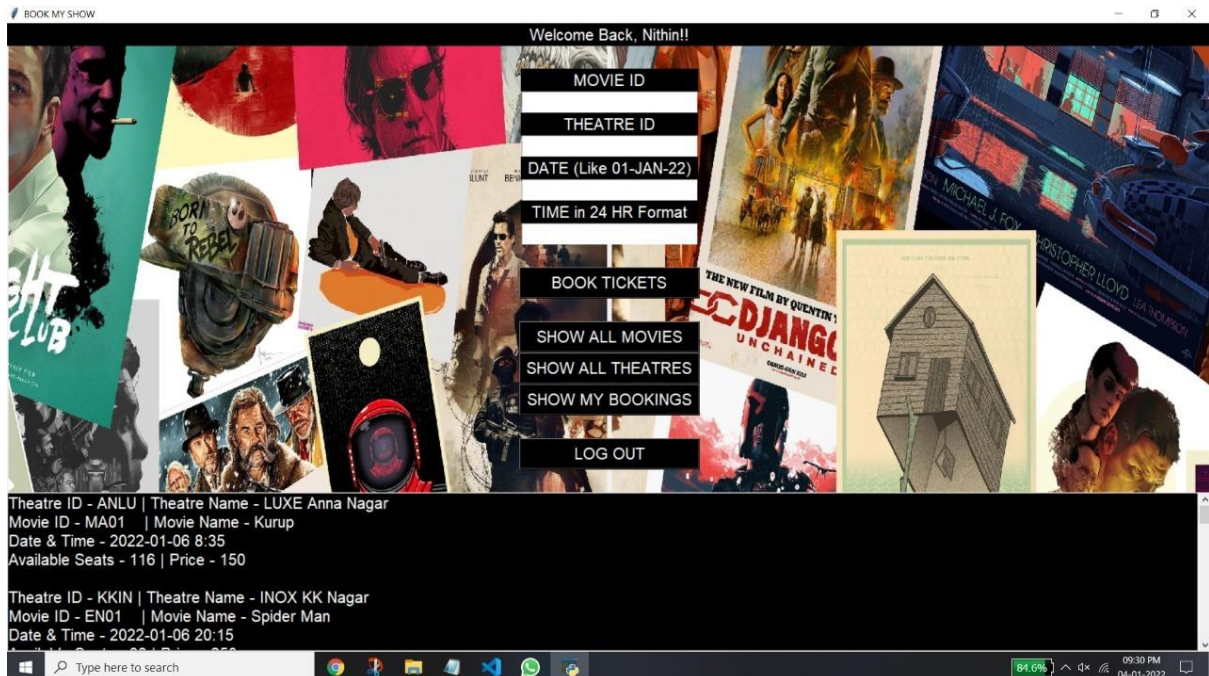 BOOK MY SHOW
Welcome Back, Nithin!!
MOVIE ID
THEATRE ID
DATE (Like 01-JAN-22)
TIME in 24 HR Format
BOOK TICKETS
SHOW ALL MOVIES
SHOW ALL THEATRES
SHOW MY BOOKINGS
LOG OUT
BORN
TO
REBEL
CLUB
BLUNT
THE NEW FILM BY QUENTIN
DJANGO
UNCHAINED
MICHAEL J. FOX
CHRISTOPHER LLOYD
LEA THOMPSON
Theatre ID - ANLU | Theatre Name - LUXE Anna Nagar
Movie ID - MA01 | Movie Name - Kurup
Date & Time - 2022-01-06 8:35
Available Seats - 116 | Price - 150
Theatre ID - KKIN | Theatre Name - INOX KK Nagar
Movie ID - EN01 | Movie Name - Spider Man
Date & Time - 2022-01-06 20:15
Type here to search
84.6%
09:30 PM
04-01-2022